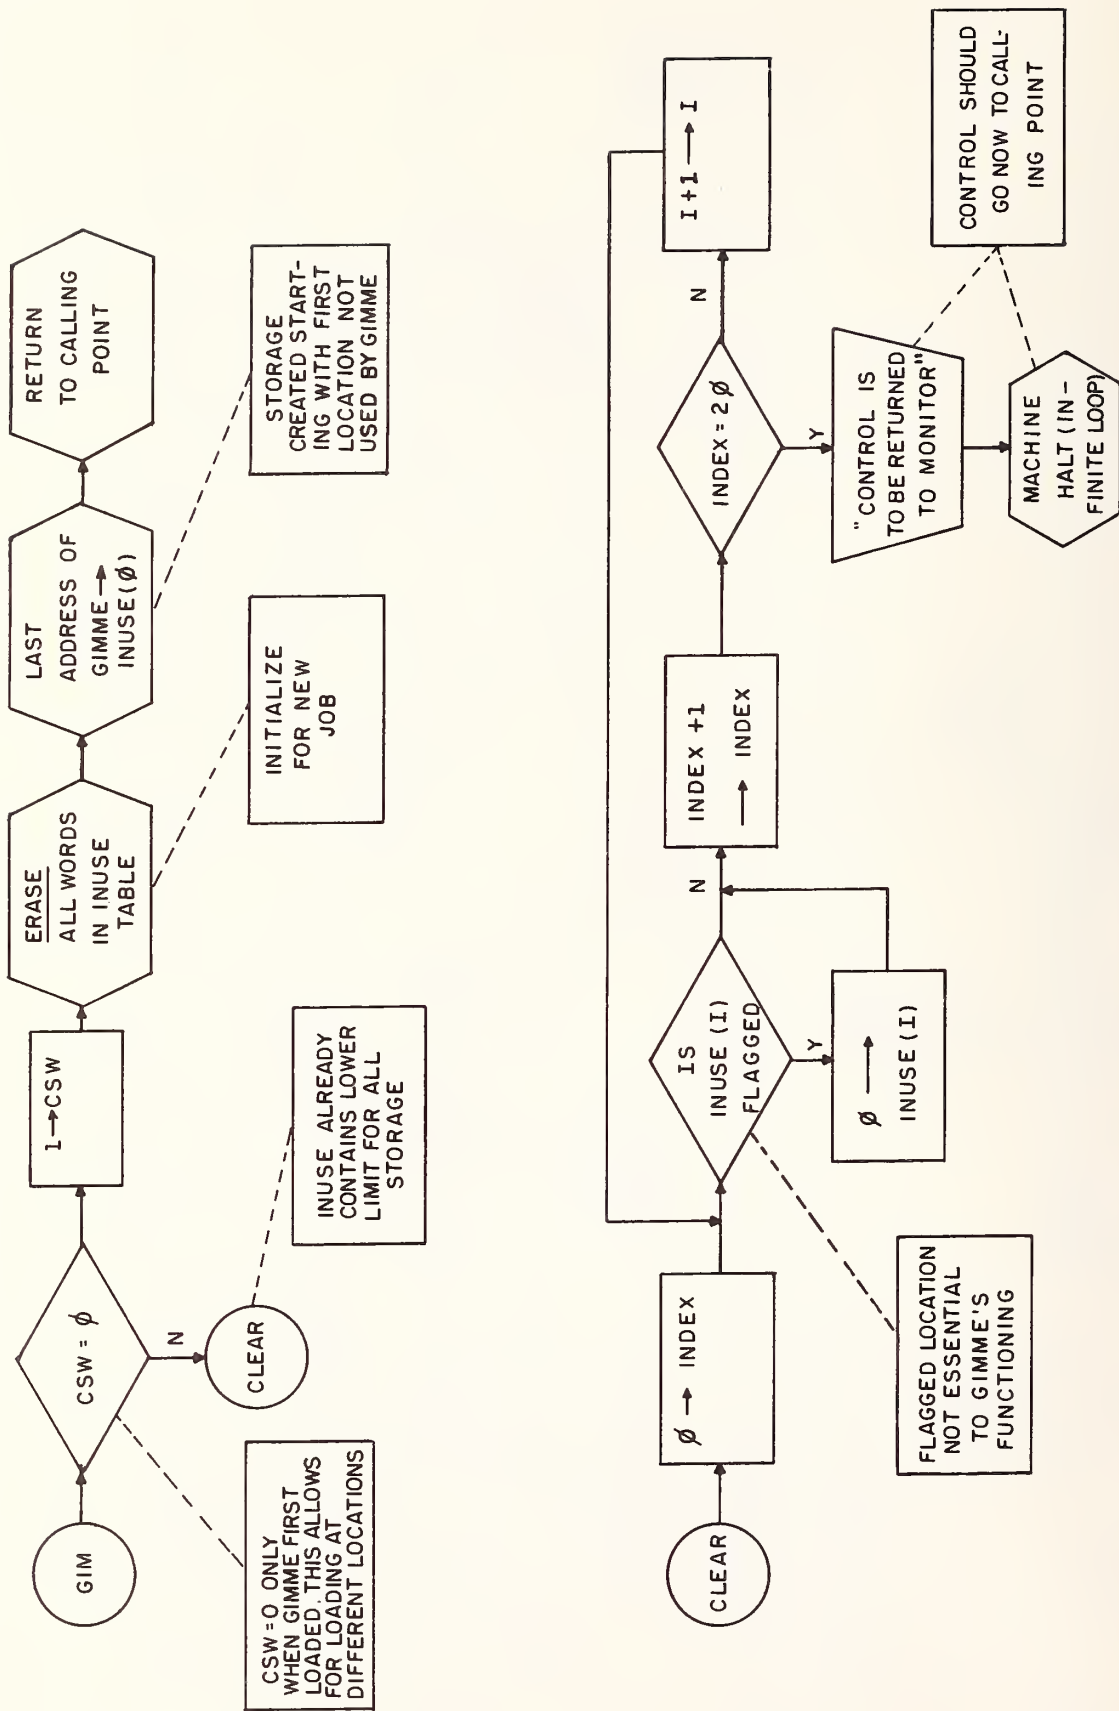 GIM
CSW = Ø
N
CLEAR
CSW = 0 ONLY
WHEN GIMME FIRST
LOADED. THIS ALLOWS
FOR LOADING AT
DIFFERENT LOCATIONS
1→CSW
INUSE ALREADY
CONTAINS LOWER
LIMIT FOR ALL
STORAGE
ERASE
ALL WORDS
IN INUSE
TABLE
INITIALIZE
FOR NEW
JOB
LAST
ADDRESS OF
GIMME→
INUSE(Ø)
STORAGE
CREATED START-
ING WITH FIRST
LOCATION NOT
USED BY GIMME
RETURN
TO CALLING
POINT
CLEAR
Ø → INDEX
IS
INUSE (I)
FLAGGED
N
Y
Ø →
INUSE (I)
FLAGGED LOCATION
NOT ESSENTIAL
TO GIMME'S
FUNCTIONING
INDEX +1
→ INDEX
INDEX = 2Ø
N
Y
I+1 → I
"CONTROL IS
TO BE RETURNED
TO MONITOR"
MACHINE
HALT (IN-
FINITE LOOP)
CONTROL SHOULD
GO NOW TO CALL-
ING POINT